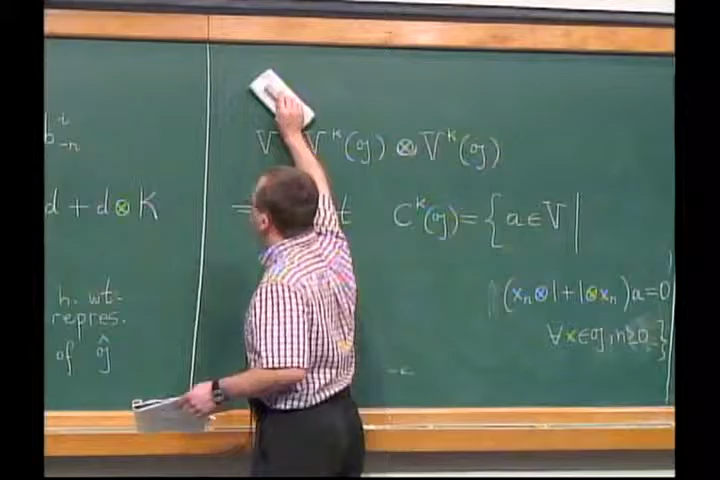 b^i_{-n}
d + d⊗K
h. wt.
repres.
of ĝ
V V^k(g) ⊗ V^k(g)
= t C^k(g) = { a ∈ V |
(x_n⊗1+1⊗x_n)a=0
∀x∈g, n≥0 }